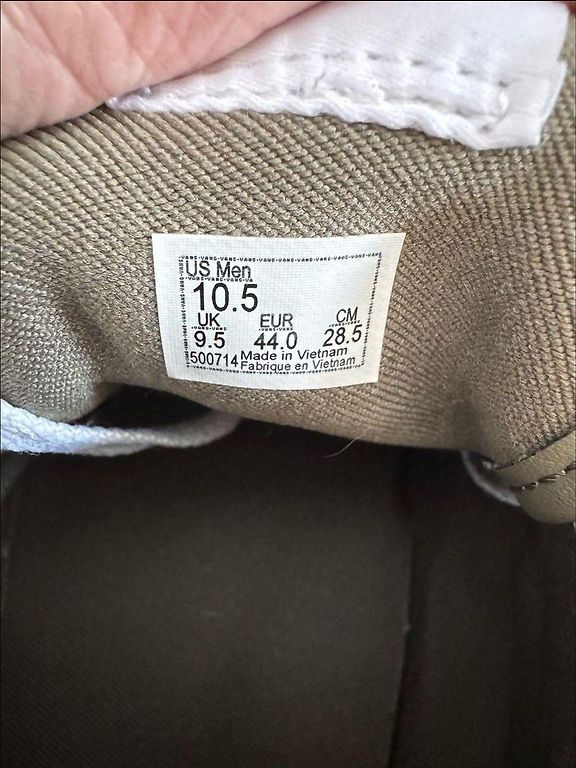 US Men
10.5
UK EUR CM
9.5 44.0 28.5
500714 Made in Vietnam
Fabrique en Vietnam